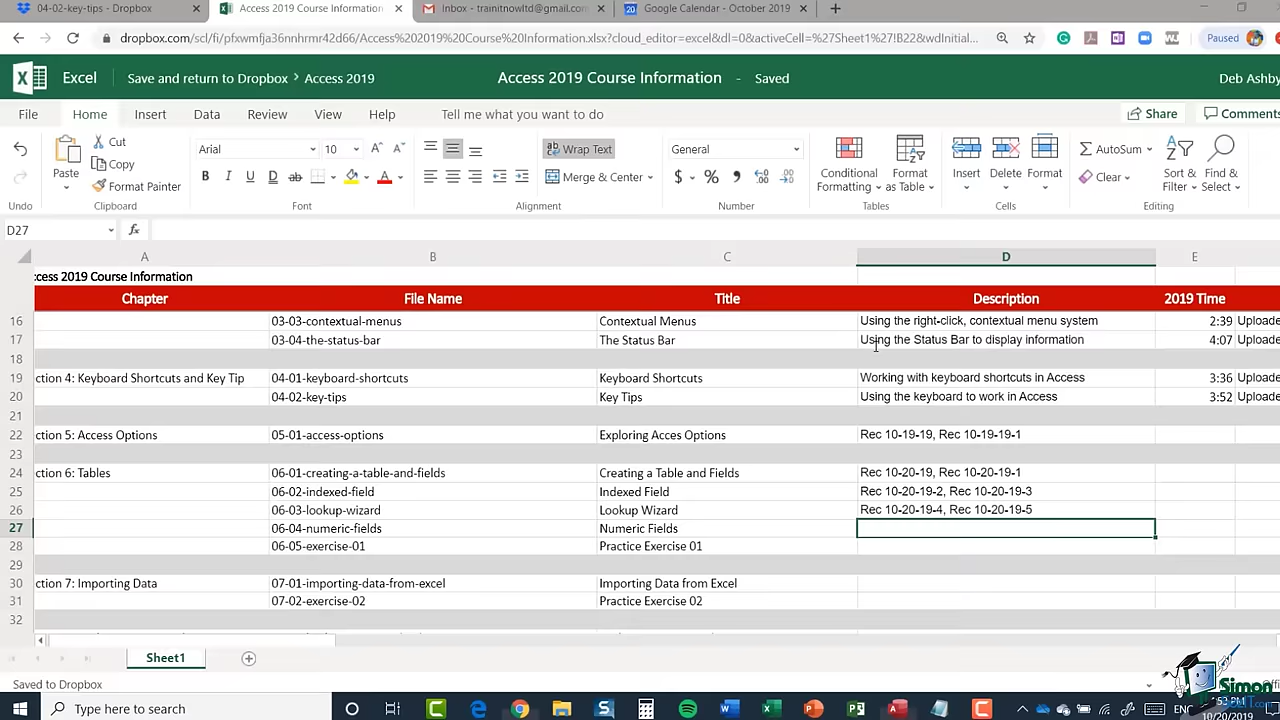 04-02-key-tips - Dropbox × Access 2019 Course Information × Inbox - trainitnowltd@gmail.com × 20 Google Calendar - October 2019 × +
dropbox.com/scl/fi/pfxwmfja36nnhrmr42d66/Access%202019%20Course%20Information.xlsx?cloud_editor=excel&dl=0&activeCell=%27Sheet1%27!B22&wdInitial... Paused
Excel Save and return to Dropbox > Access 2019 Access 2019 Course Information - Saved Deb Ashby
File Home Insert Data Review View Help Tell me what you want to do Share Comments
Cut Arial 10 Wrap Text General AutoSum
Copy
Paste Format Painter B I U D ab A Merge & Center $ % Conditional Formatting Format as Table Insert Delete Format Clear Sort & Filter Find & Select
Undo Clipboard Font Alignment Number Tables Cells Editing
D27 fx
A B C D E
ccess 2019 Course Information
Chapter File Name Title Description 2019 Time
16 03-03-contextual-menus Contextual Menus Using the right-click, contextual menu system 2:39 Uploade
17 03-04-the-status-bar The Status Bar Using the Status Bar to display information 4:07 Uploade
18
19 ction 4: Keyboard Shortcuts and Key Tip 04-01-keyboard-shortcuts Keyboard Shortcuts Working with keyboard shortcuts in Access 3:36 Uploade
20 04-02-key-tips Key Tips Using the keyboard to work in Access 3:52 Uploade
21
22 ction 5: Access Options 05-01-access-options Exploring Acces Options Rec 10-19-19, Rec 10-19-19-1
23
24 ction 6: Tables 06-01-creating-a-table-and-fields Creating a Table and Fields Rec 10-20-19, Rec 10-20-19-1
25 06-02-indexed-field Indexed Field Rec 10-20-19-2, Rec 10-20-19-3
26 06-03-lookup-wizard Lookup Wizard Rec 10-20-19-4, Rec 10-20-19-5
27 06-04-numeric-fields Numeric Fields
28 06-05-exercise-01 Practice Exercise 01
29
30 ction 7: Importing Data 07-01-importing-data-from-excel Importing Data from Excel
31 07-02-exercise-02 Practice Exercise 02
32
Sheet1
Saved to Dropbox
Simon
Type here to search ENG
/20/2019